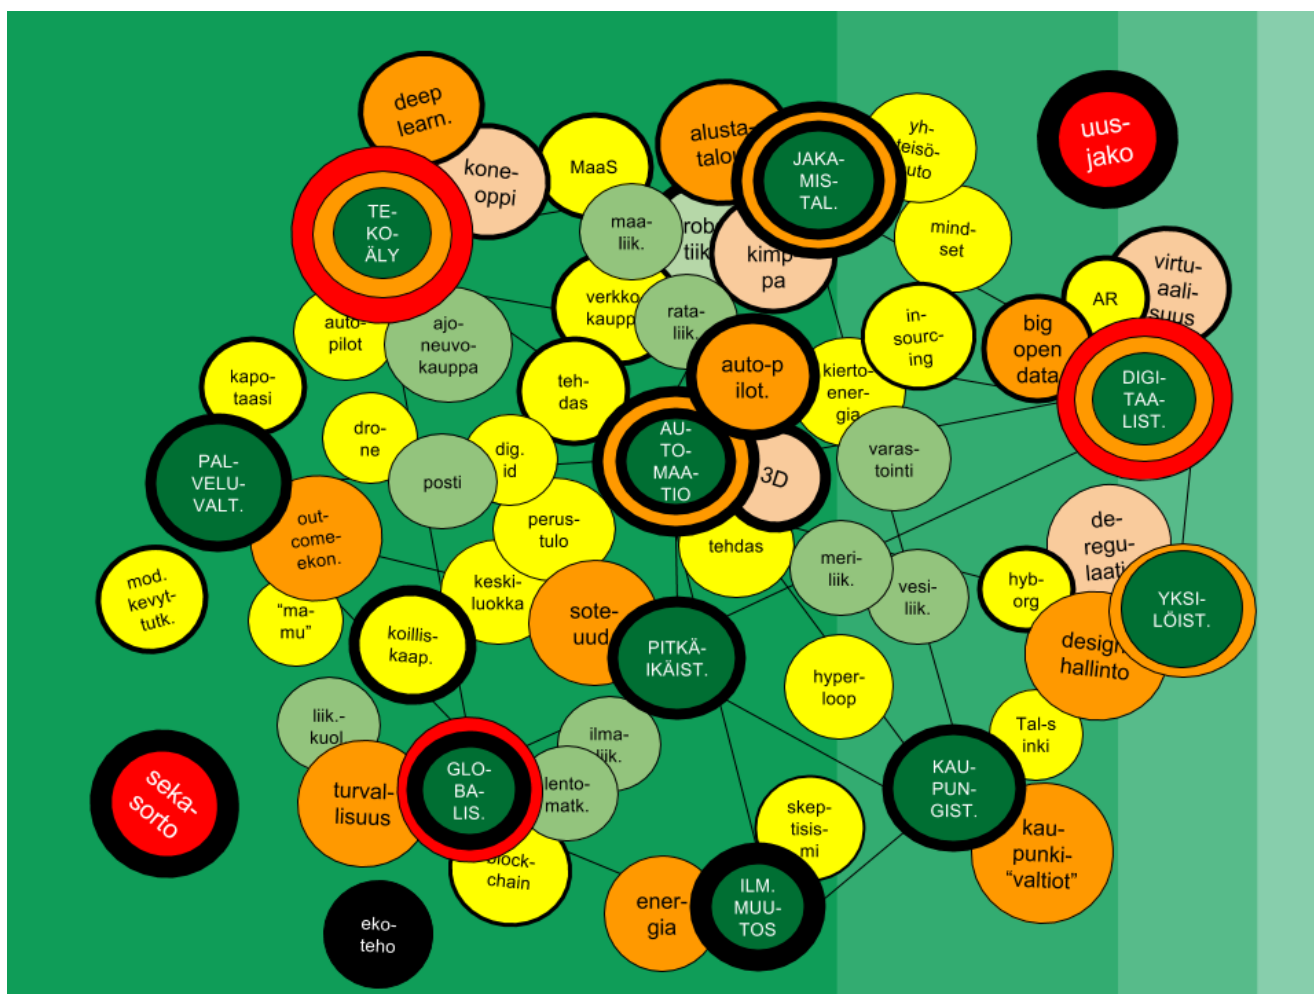 deep
learn.
kone-
oppi
MaaS
alusta-
talou
JAKA-
MIS-
TAL.
yh-
teisö-
uto
uus-
jako
TE-
KO-
ÄLY
maa-
liik.
rob
tiik
kimp-
pa
mind-
set
virtu-
aali-
suus
AR
auto-
pilot
ajo-
neuvo-
kauppa
verkko
kaupp
rata-
liik.
in-
sourc-
ing
big
open
data
kapo-
taasi
teh-
das
auto-p
ilot.
kierto-
ener-
gia
DIGI-
TAA-
LIST.
PAL-
VELU-
VALT.
dro-
ne
posti
dig.
id
AU-
TO-
MAA-
TIO
3D
varas-
tointi
out-
come-
ekon.
perus-
tulo
tehdas
meri-
liik.
vesi-
liik.
de-
regu-
laati
hyb-
org
YKSI-
LÖIST.
mod.
kevyt-
tutk.
“ma-
mu”
koillis-
kaap.
keski-
luokka
sote-
uud
PITKÄ-
IKÄIST.
hyper-
loop
design
hallinto
Tal-s
inki
liik.-
kuol
turval-
lisuus
GLO-
BA-
LIS.
ilma-
liik.
lento-
matk.
KAU-
PUN-
GIST.
seka-
sorto
block-
chain
skep-
tisis-
mi
kau-
punki-
“valtiot”
eko-
teho
ener-
gia
ILM.
MUU-
TOS